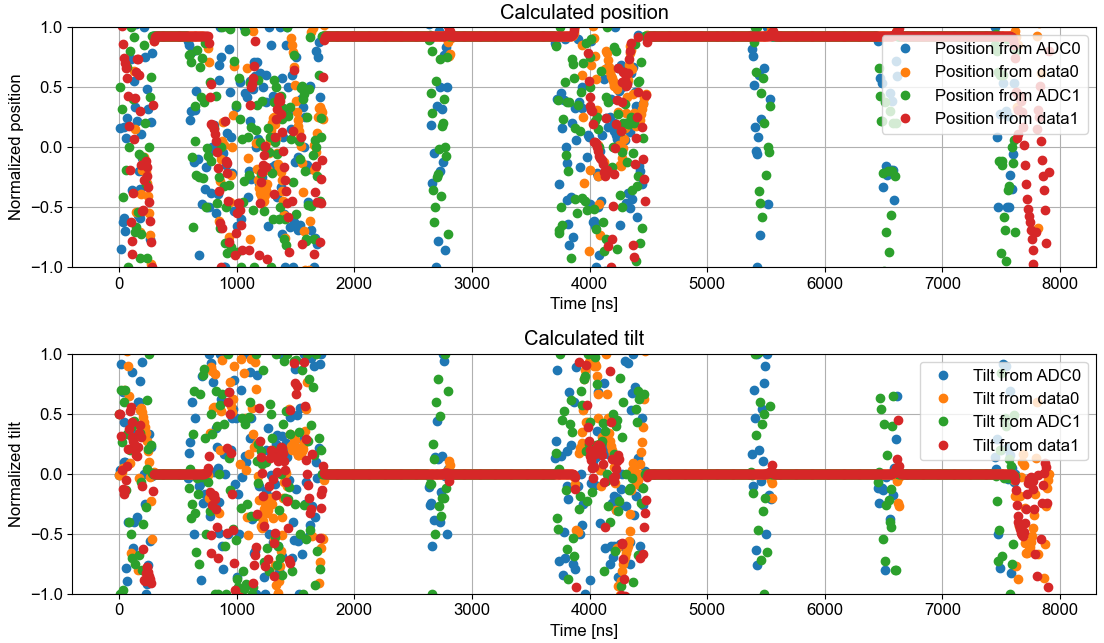 Calculated position
1.0
0.5
0.0
−0.5
−1.0
Normalized position
Position from ADC0
Position from data0
Position from ADC1
Position from data1
0 1000 2000 3000 4000 5000 6000 7000 8000
Time [ns]
Calculated tilt
1.0
0.5
0.0
−0.5
−1.0
Normalized tilt
Tilt from ADC0
Tilt from data0
Tilt from ADC1
Tilt from data1
0 1000 2000 3000 4000 5000 6000 7000 8000
Time [ns]